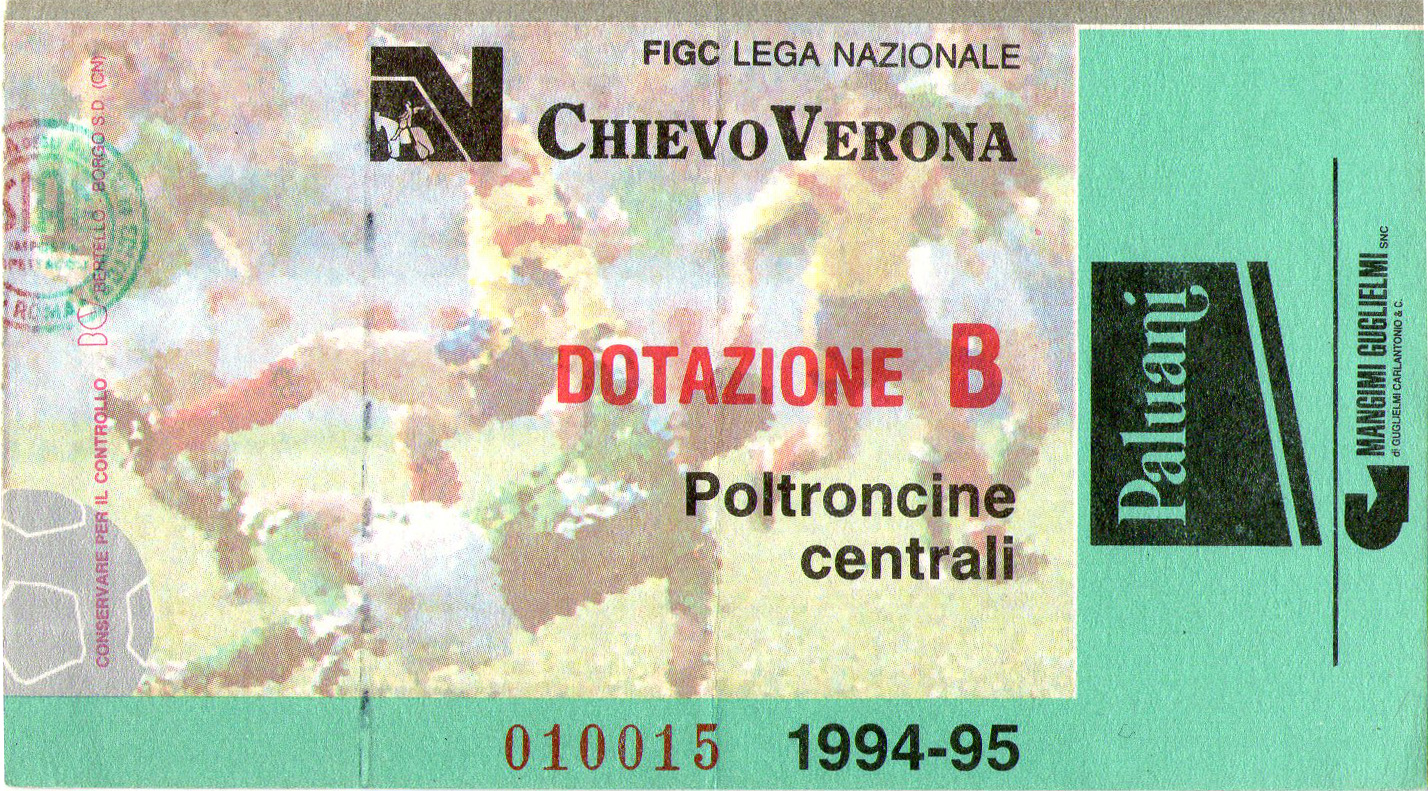 FIGC LEGA NAZIONALE
CHIEVOVERONA
DOTAZIONE B
Poltroncine
centrali
010015 1994-95
CONSERVARE PER IL CONTROLLO
BERTELLO - BORGO S.D. (CN)
ROMA
Paluani
MANGIMI GUGLIELMI SNC
di GUGLIELMI CARLANTONIO & C.